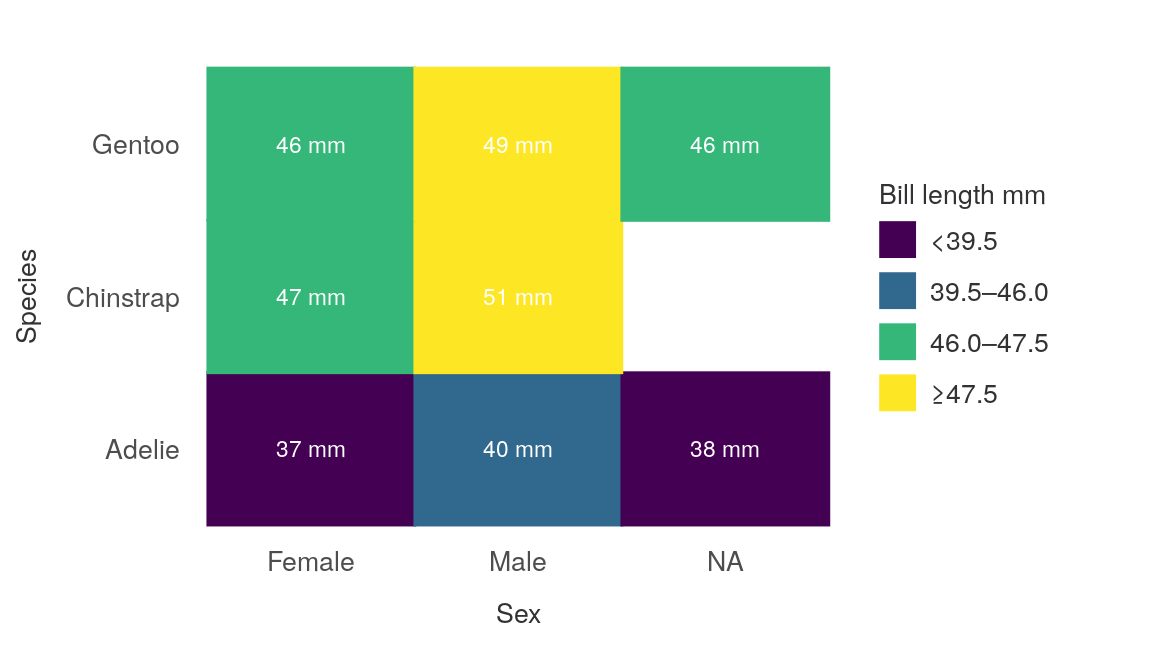 Gentoo
46 mm
49 mm
46 mm
Bill length mm
<39.5
39.5–46.0
46.0–47.5
≥47.5
Species
Chinstrap
47 mm
51 mm
Adelie
37 mm
40 mm
38 mm
Female
Male
NA
Sex